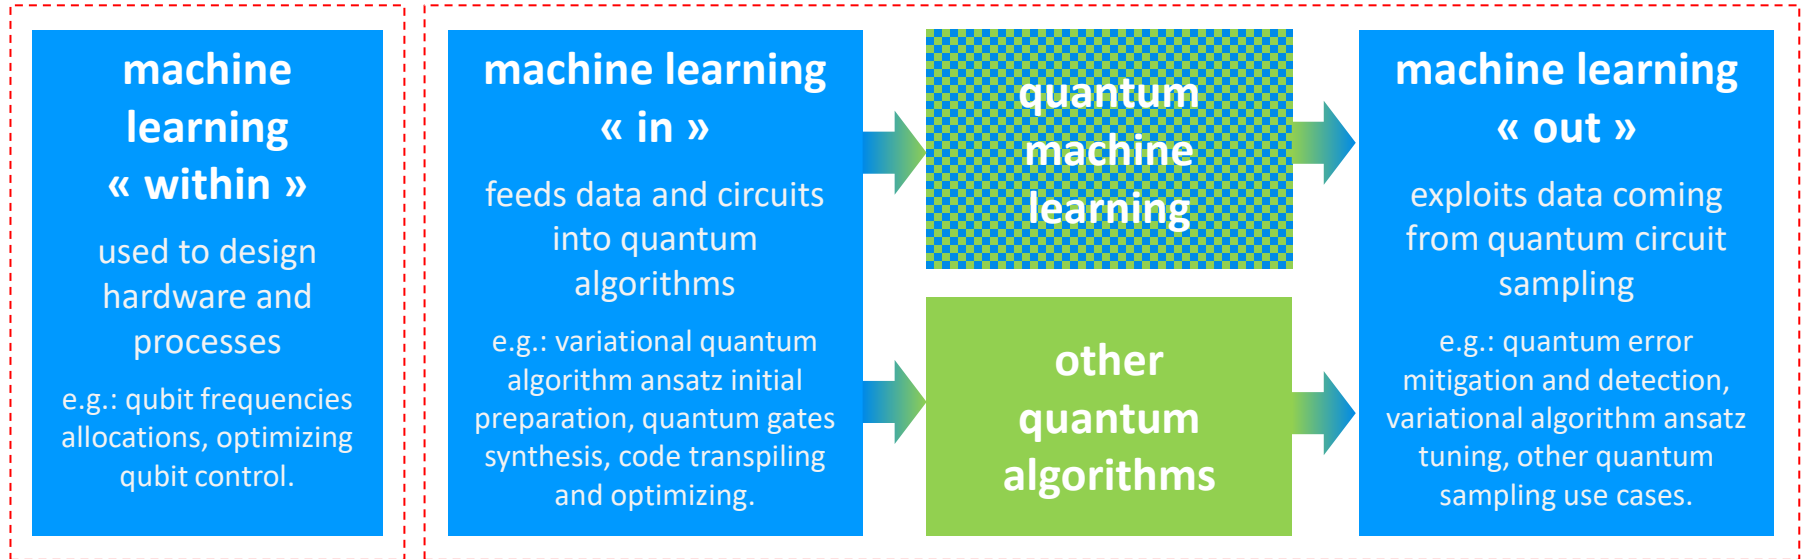 machine
learning
« within »
used to design
hardware and
processes
e.g.: qubit frequencies
allocations, optimizing
qubit control.
machine learning
« in »
feeds data and circuits
into quantum
algorithms
e.g.: variational quantum
algorithm ansatz initial
preparation, quantum gates
synthesis, code transpiling
and optimizing.
quantum
machine
learning
other
quantum
algorithms
machine learning
« out »
exploits data coming
from quantum circuit
sampling
e.g.: quantum error
mitigation and detection,
variational algorithm ansatz
tuning, other quantum
sampling use cases.